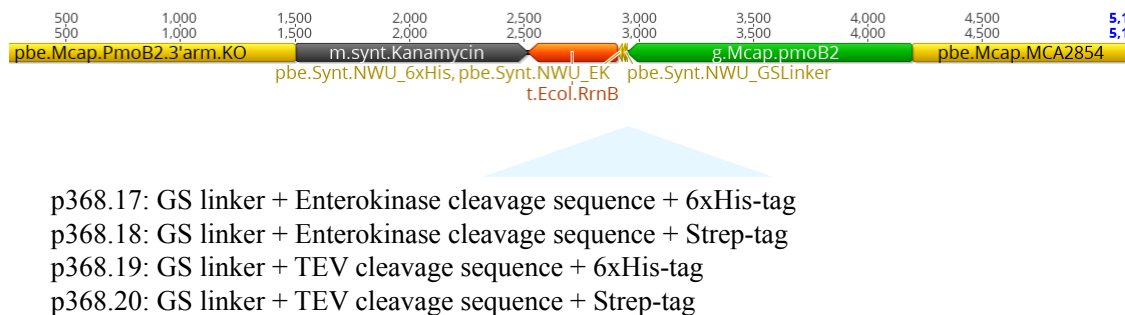 500 1,000 1,500 2,000 2,500 3,000 3,500 4,000 4,500 5,1
500 1,000 1,500 2,000 2,500 3,000 3,500 4,000 4,500 5,1
pbe.Mcap.PmoB2.3'arm.KO m.synt.Kanamycin g.Mcap.pmoB2 pbe.Mcap.MCA2854
pbe.Synt.NWU_6xHis, pbe.Synt.NWU_EK pbe.Synt.NWU_GSLinker
t.Ecol.RrnB
p368.17: GS linker + Enterokinase cleavage sequence + 6xHis-tag
p368.18: GS linker + Enterokinase cleavage sequence + Strep-tag
p368.19: GS linker + TEV cleavage sequence + 6xHis-tag
p368.20: GS linker + TEV cleavage sequence + Strep-tag